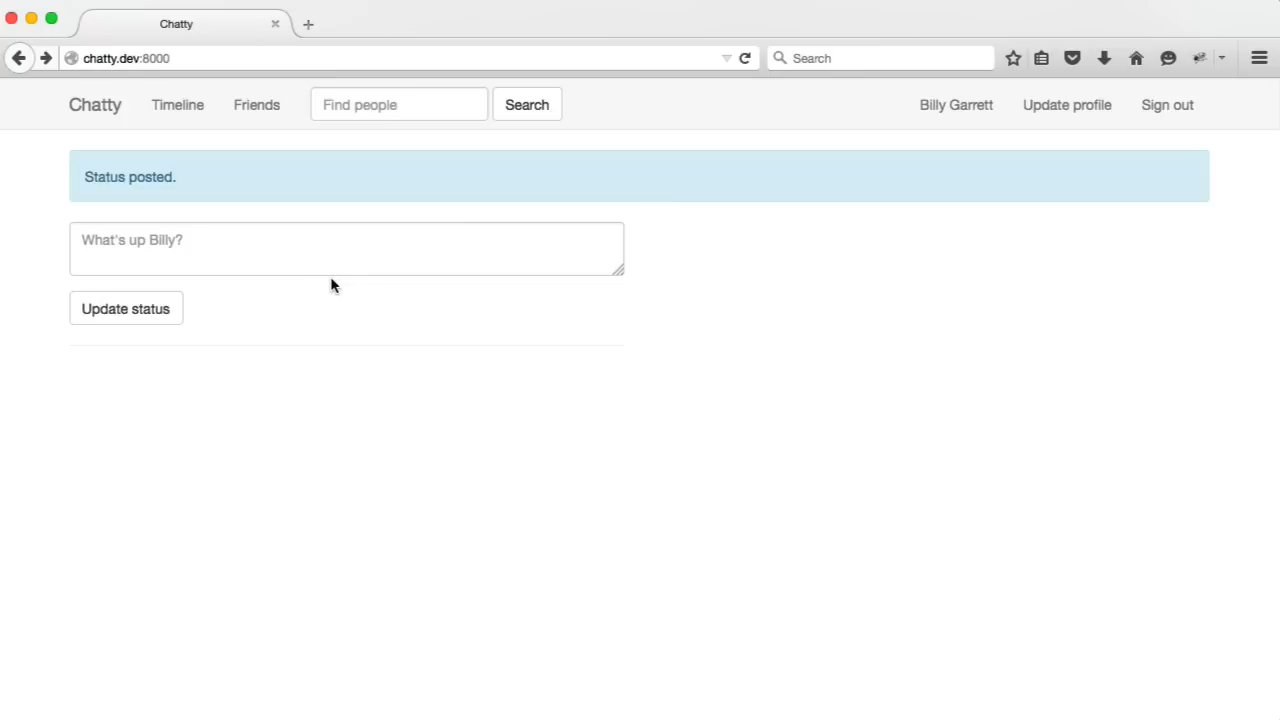 Chatty
chatty.dev:8000
Search
Chatty Timeline Friends Find people Search Billy Garrett Update profile Sign out
Status posted.
What's up Billy?
Update status